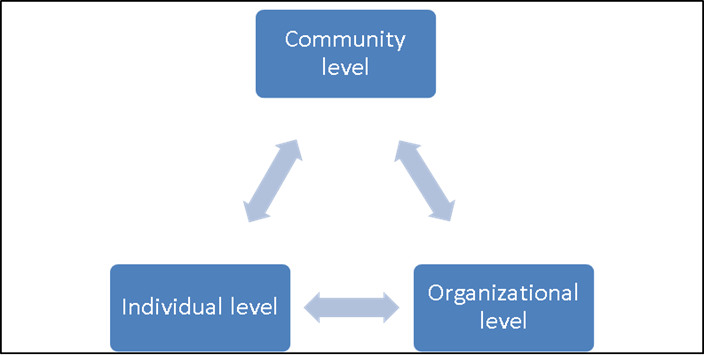 Community
level
Individual level
Organizational
level